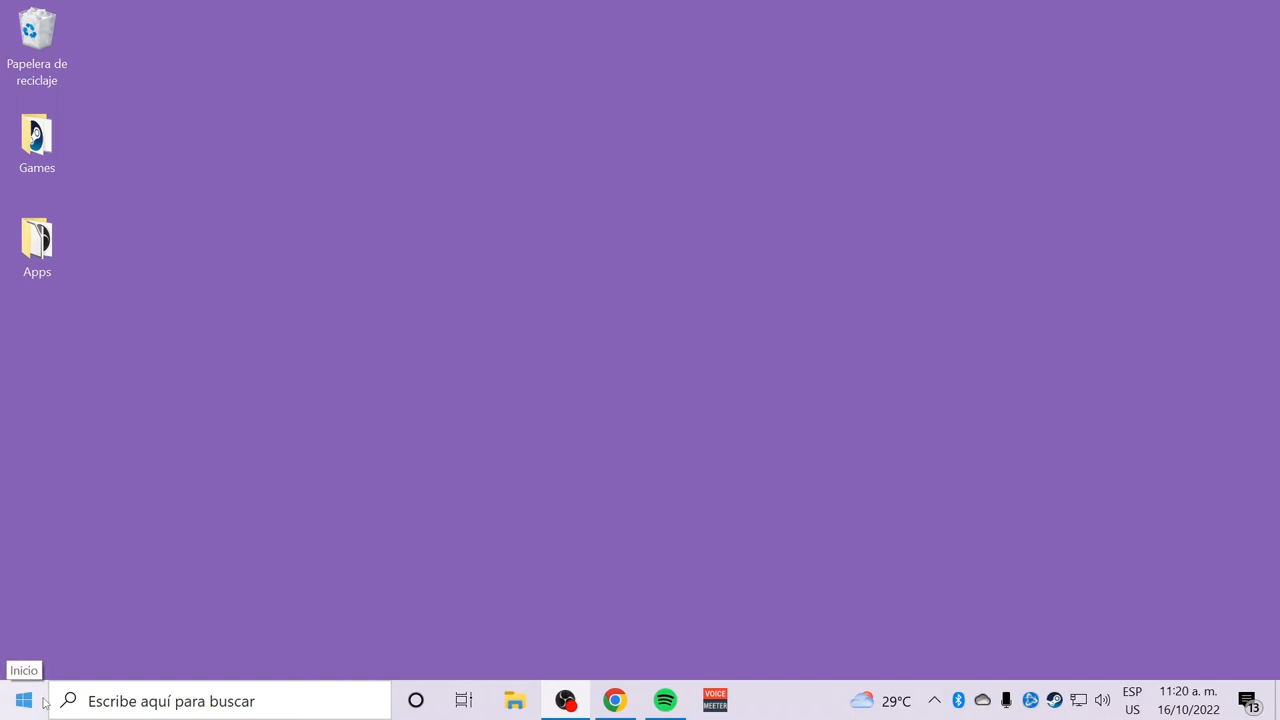 Papelera de
reciclaje
Games
Apps
Inicio
Escribe aquí para buscar
VOICE
MEETER
29°C
ESP
US
11:20 a. m.
16/10/2022
13